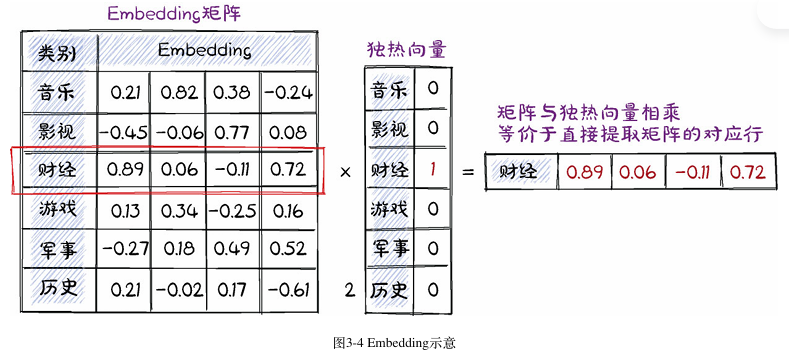 Embedding矩阵
类别 Embedding
音乐 0.21 0.82 0.38 -0.24
影视 -0.45 -0.06 0.77 0.08
财经 0.89 0.06 -0.11 0.72
游戏 0.13 0.34 -0.25 0.16
军事 -0.27 0.18 0.49 0.52
历史 0.21 -0.02 0.17 -0.61
×
2
独热向量
音乐 0
影视 0
财经 1
游戏 0
军事 0
历史 0
=
矩阵与独热向量相乘
等价于直接提取矩阵的对应行
财经 0.89 0.06 -0.11 0.72
图3-4 Embedding示意